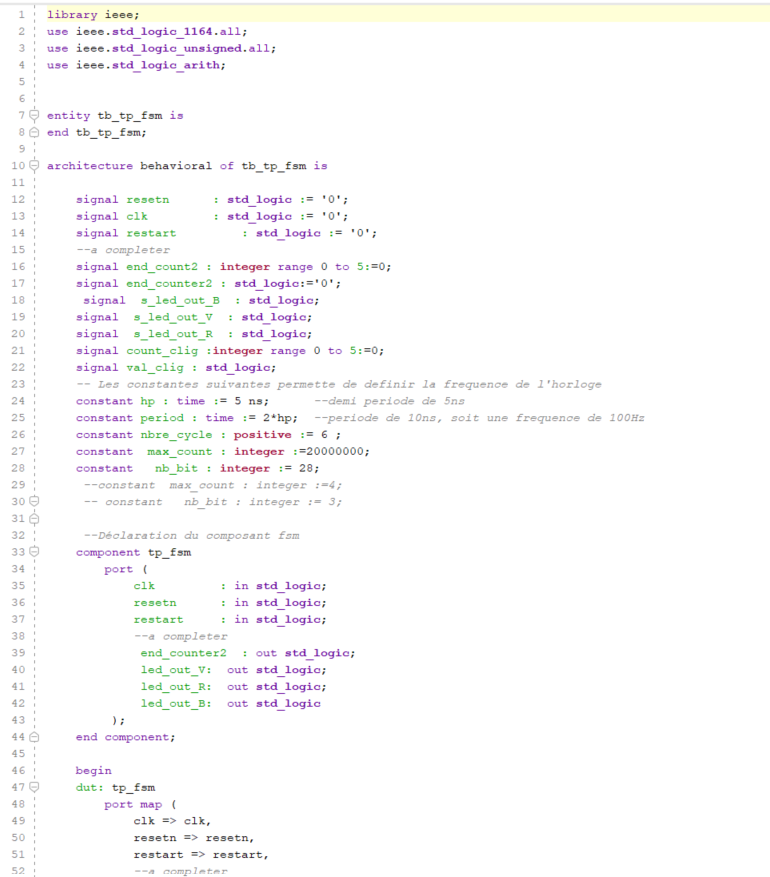 1 library ieee;
2 use ieee.std_logic_1164.all;
3 use ieee.std_logic_unsigned.all;
4 use ieee.std_logic_arith;
5
6
7 entity tb_tp_fsm is
8 end tb_tp_fsm;
9
10 architecture behavioral of tb_tp_fsm is
11
12 signal resetn : std_logic := '0';
13 signal clk : std_logic := '0';
14 signal restart : std_logic := '0';
15 --a completer
16 signal end_count2 : integer range 0 to 5:=0;
17 signal end_counter2 : std_logic:='0';
18 signal s_led_out_B : std_logic;
19 signal s_led_out_V : std_logic;
20 signal s_led_out_R : std_logic;
21 signal count_clig :integer range 0 to 5:=0;
22 signal val_clig : std_logic;
23 -- Les constantes suivantes permette de definir la frequence de l'horloge
24 constant hp : time := 5 ns; --demi periode de 5ns
25 constant period : time := 2*hp; --periode de 10ns, soit une frequence de 100Hz
26 constant nbre_cycle : positive := 6 ;
27 constant max_count : integer :=20000000;
28 constant nb_bit : integer := 28;
29 --constant max_count : integer :=4;
30 -- constant nb_bit : integer := 3;
31
32 --Déclaration du composant fsm
33 component tp_fsm
34 port (
35 clk : in std_logic;
36 resetn : in std_logic;
37 restart : in std_logic;
38 --a completer
39 end_counter2 : out std_logic;
40 led_out_V: out std_logic;
41 led_out_R: out std_logic;
42 led_out_B: out std_logic
43 );
44 end component;
45
46 begin
47 dut: tp_fsm
48 port map (
49 clk => clk,
50 resetn => resetn,
51 restart => restart,
52 --a completer